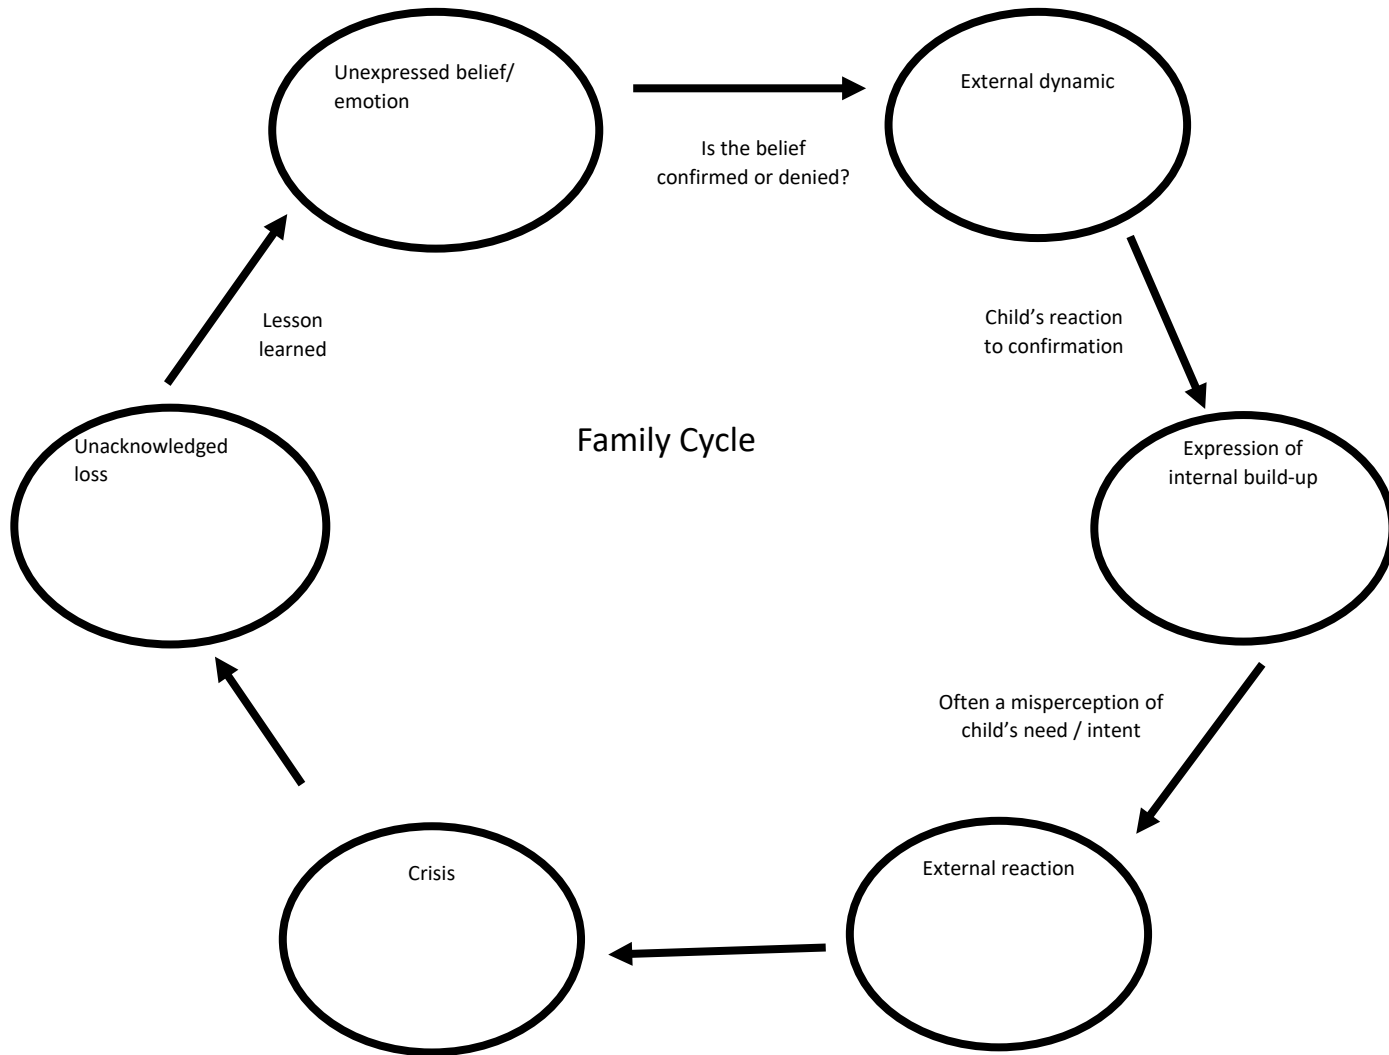 Unexpressed belief/
emotion
External dynamic
Is the belief
confirmed or denied?
Lesson
learned
Child’s reaction
to confirmation
Unacknowledged
loss
Family Cycle
Expression of
internal build-up
Often a misperception of
child’s need / intent
Crisis
External reaction